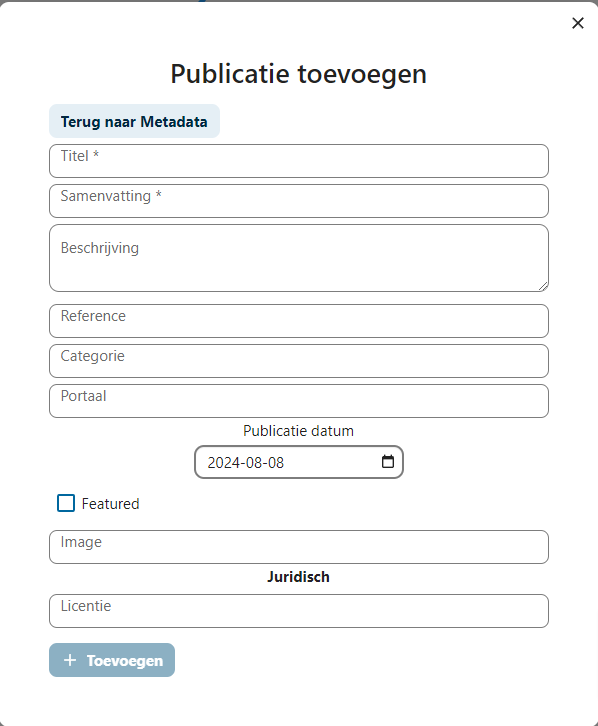 Publicatie toevoegen
Terug naar Metadata
Titel *
Samenvatting *
Beschrijving
Reference
Categorie
Portaal
Publicatie datum
2024-08-08
Featured
Image
Juridisch
Licentie
+ Toevoegen